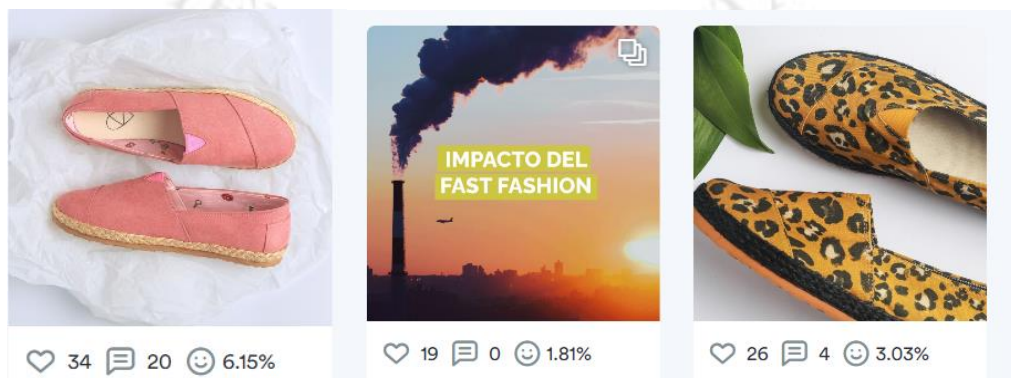 IMPACTO DEL
FAST FASHION
34 20 6.15%
19 0 1.81%
26 4 3.03%